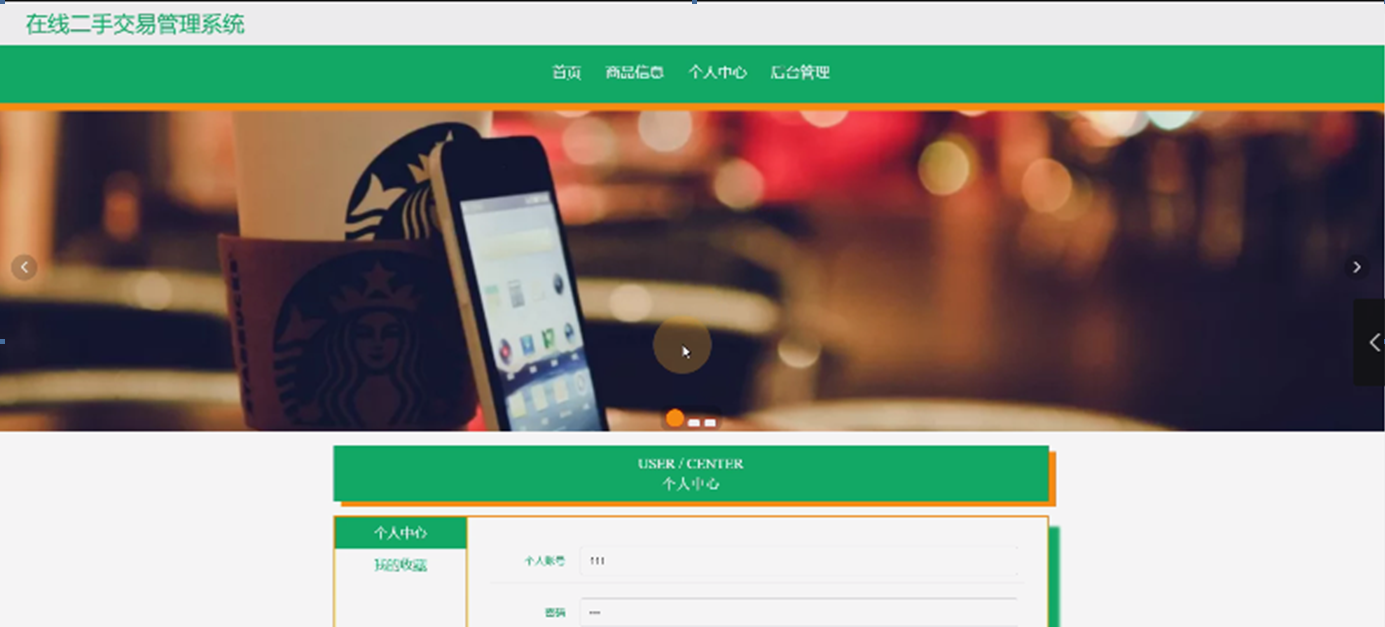 在线二手交易管理系统
首页 商品信息 个人中心 后台管理
USER / CENTER
个人中心
个人中心
我的收藏
个人账号 111
密码